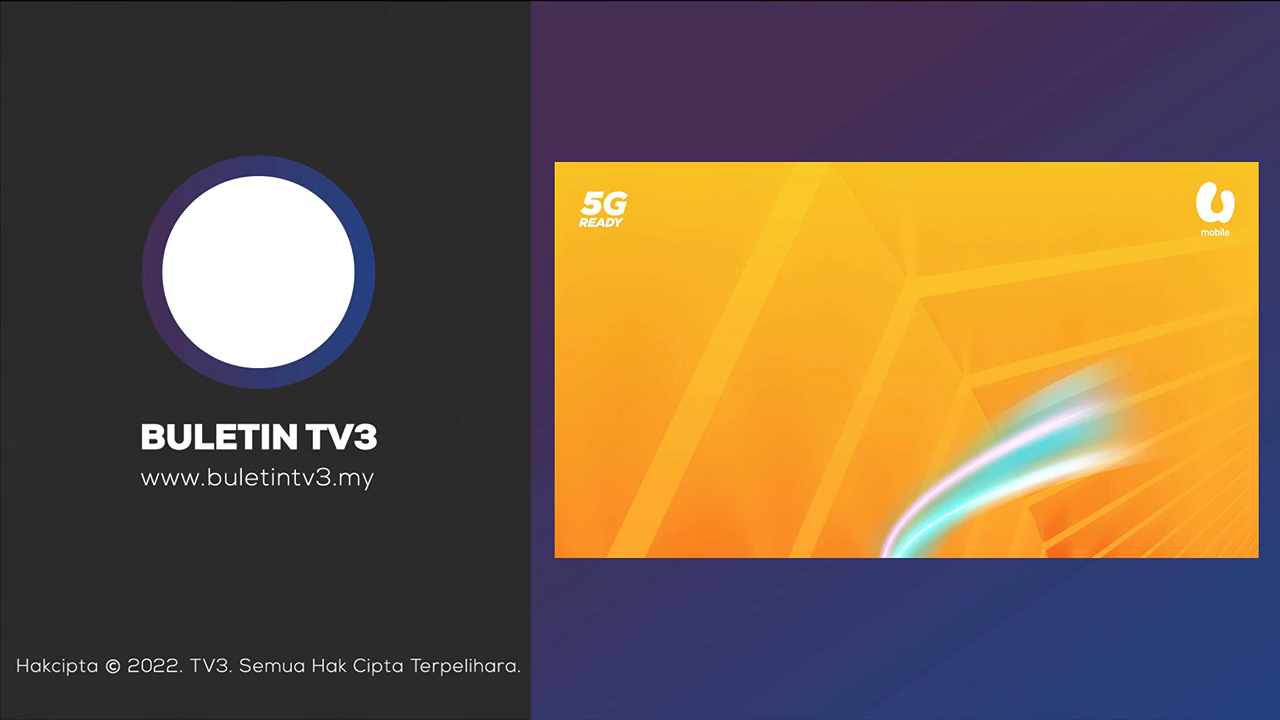 BULETIN TV3
www.buletintv3.my
Hakcipta © 2022. TV3. Semua Hak Cipta Terpelihara.
5G
READY
mobile